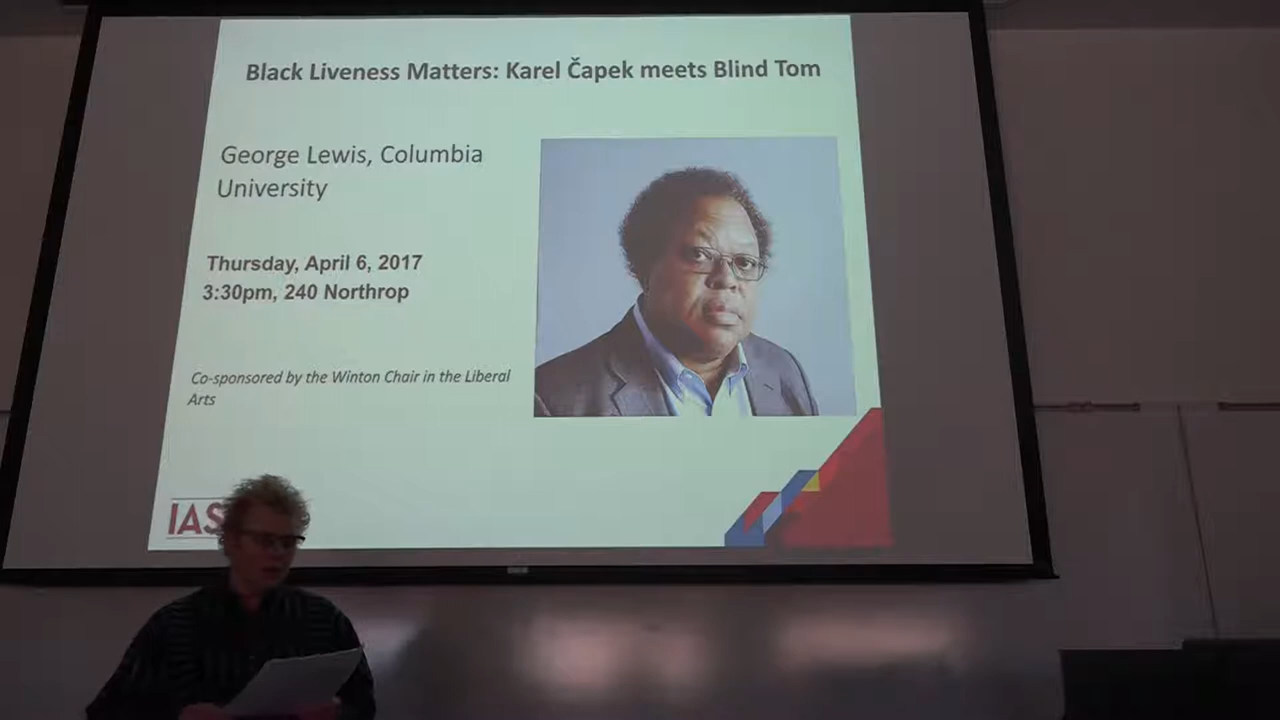 Black Liveness Matters: Karel Čapek meets Blind Tom
George Lewis, Columbia
University
Thursday, April 6, 2017
3:30pm, 240 Northrop
Co-sponsored by the Winton Chair in the Liberal
Arts
IAS